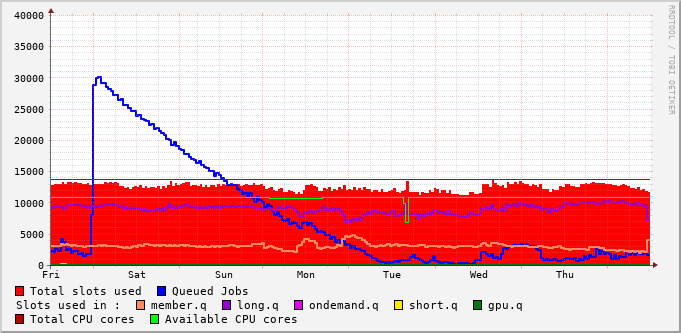 40000
35000
30000
25000
20000
15000
10000
5000
0
Fri Sat Sun Mon Tue Wed Thu
RRDTOOL / TOBI OETIKER
Total slots used Queued Jobs
Slots used in : member.q long.q ondemand.q short.q gpu.q
Total CPU cores Available CPU cores